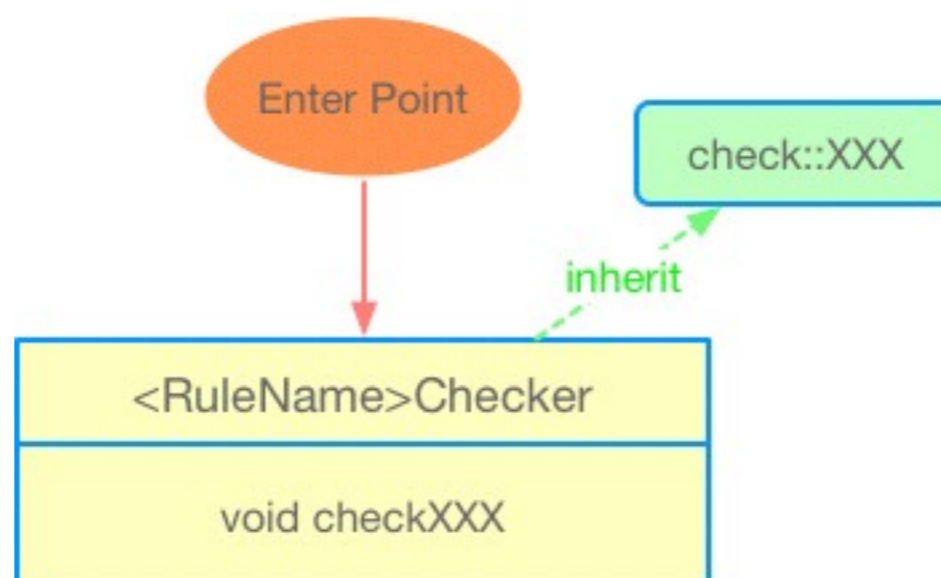 Enter Point
check::XXX
inherit
<RuleName>Checker
void checkXXX